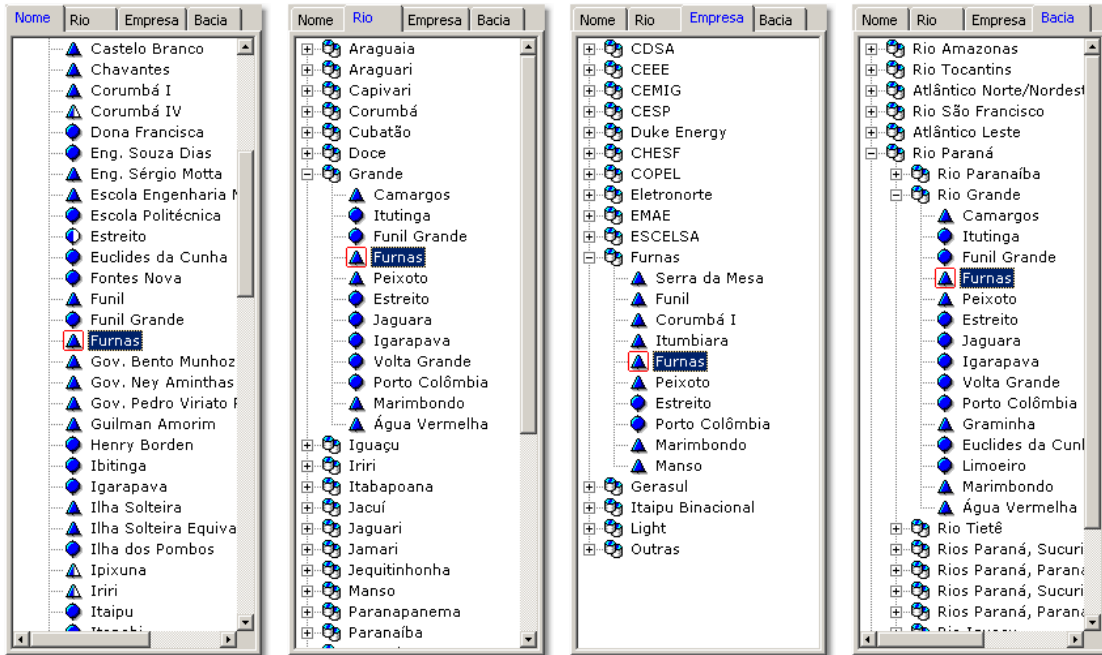 Nome Rio Empresa Bacia
Castelo Branco
Chavantes
Corumbá I
Corumbá IV
Dona Francisca
Eng. Souza Dias
Eng. Sérgio Motta
Escola Engenharia
Escola Politécnica
Estreito
Euclides da Cunha
Fontes Nova
Funil
Funil Grande
Furnas
Gov. Bento Munhoz
Gov. Ney Aminthas
Gov. Pedro Viriato
Guilman Amorim
Henry Borden
Ibitinga
Igarapava
Ilha Solteira
Ilha Solteira Equiva
Ilha dos Pombos
Ipixuna
Iriri
Itaipu
Nome Rio Empresa Bacia
Araguaia
Araguari
Capivari
Corumbá
Cubatão
Doce
Grande
Camargos
Itutinga
Funil Grande
Furnas
Peixoto
Estreito
Jaguara
Igarapava
Volta Grande
Porto Colômbia
Marimbondo
Água Vermelha
Iguaçu
Iriri
Itabapoana
Jacuí
Jaguari
Jamari
Jequitinhonha
Manso
Paranapanema
Paranaíba
Nome Rio Empresa Bacia
CDSA
CEEE
CEMIG
CESP
Duke Energy
CHESF
COPEL
Eletronorte
EMAE
ESCELSA
Furnas
Serra da Mesa
Funil
Corumbá I
Itumbiara
Furnas
Peixoto
Estreito
Porto Colômbia
Marimbondo
Manso
Gerasul
Itaipu Binacional
Light
Outras
Nome Rio Empresa Bacia
Rio Amazonas
Rio Tocantins
Atlântico Norte/Nordest
Rio São Francisco
Atlântico Leste
Rio Paraná
Rio Paranaíba
Rio Grande
Camargos
Itutinga
Funil Grande
Furnas
Peixoto
Estreito
Jaguara
Igarapava
Volta Grande
Porto Colômbia
Graminha
Euclides da Cunl
Limoeiro
Marimbondo
Água Vermelha
Rio Tietê
Rios Paraná, Sucuri
Rios Paraná, Paran
Rios Paraná, Sucuri
Rios Paraná, Paran